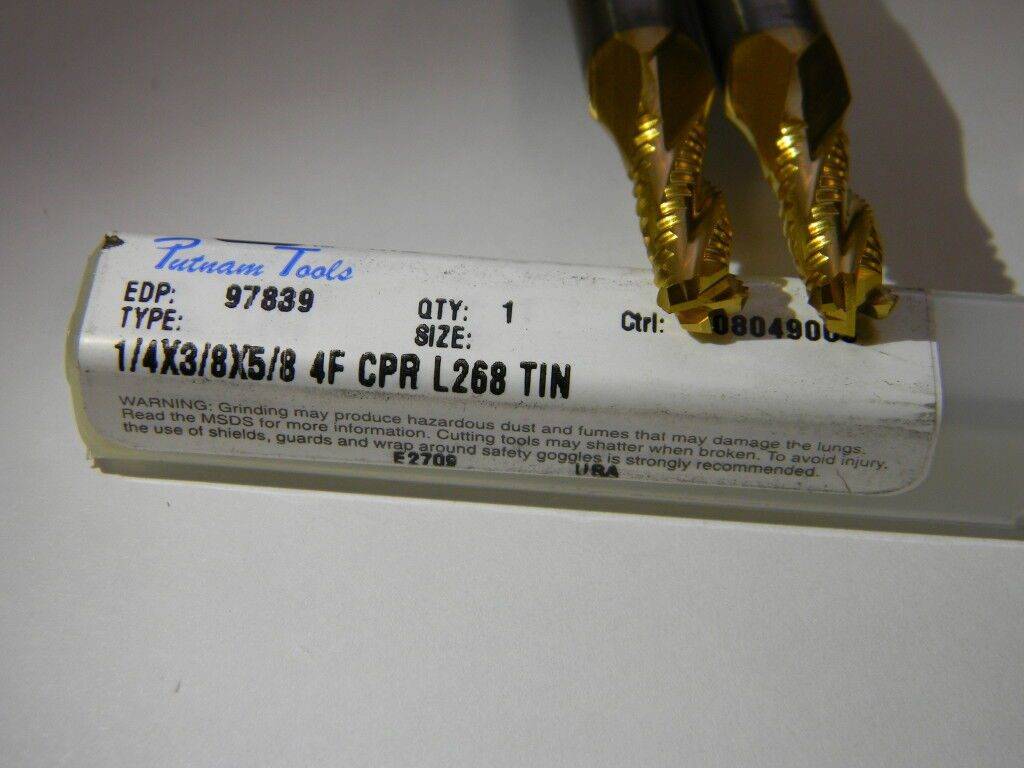 Putnam Tools
EDP: 97839 QTY: 1 Ctrl:
TYPE: SIZE:
1/4X3/8X5/8 4F CPR L268 TIN
WARNING: Grinding may produce hazardous dust and fumes that may damage the lungs.
Read the MSDS for more information. Cutting tools may shatter when broken. To avoid injury.
the use of shields, guards and wrap around safety goggles is strongly recommended.
E2709 USA